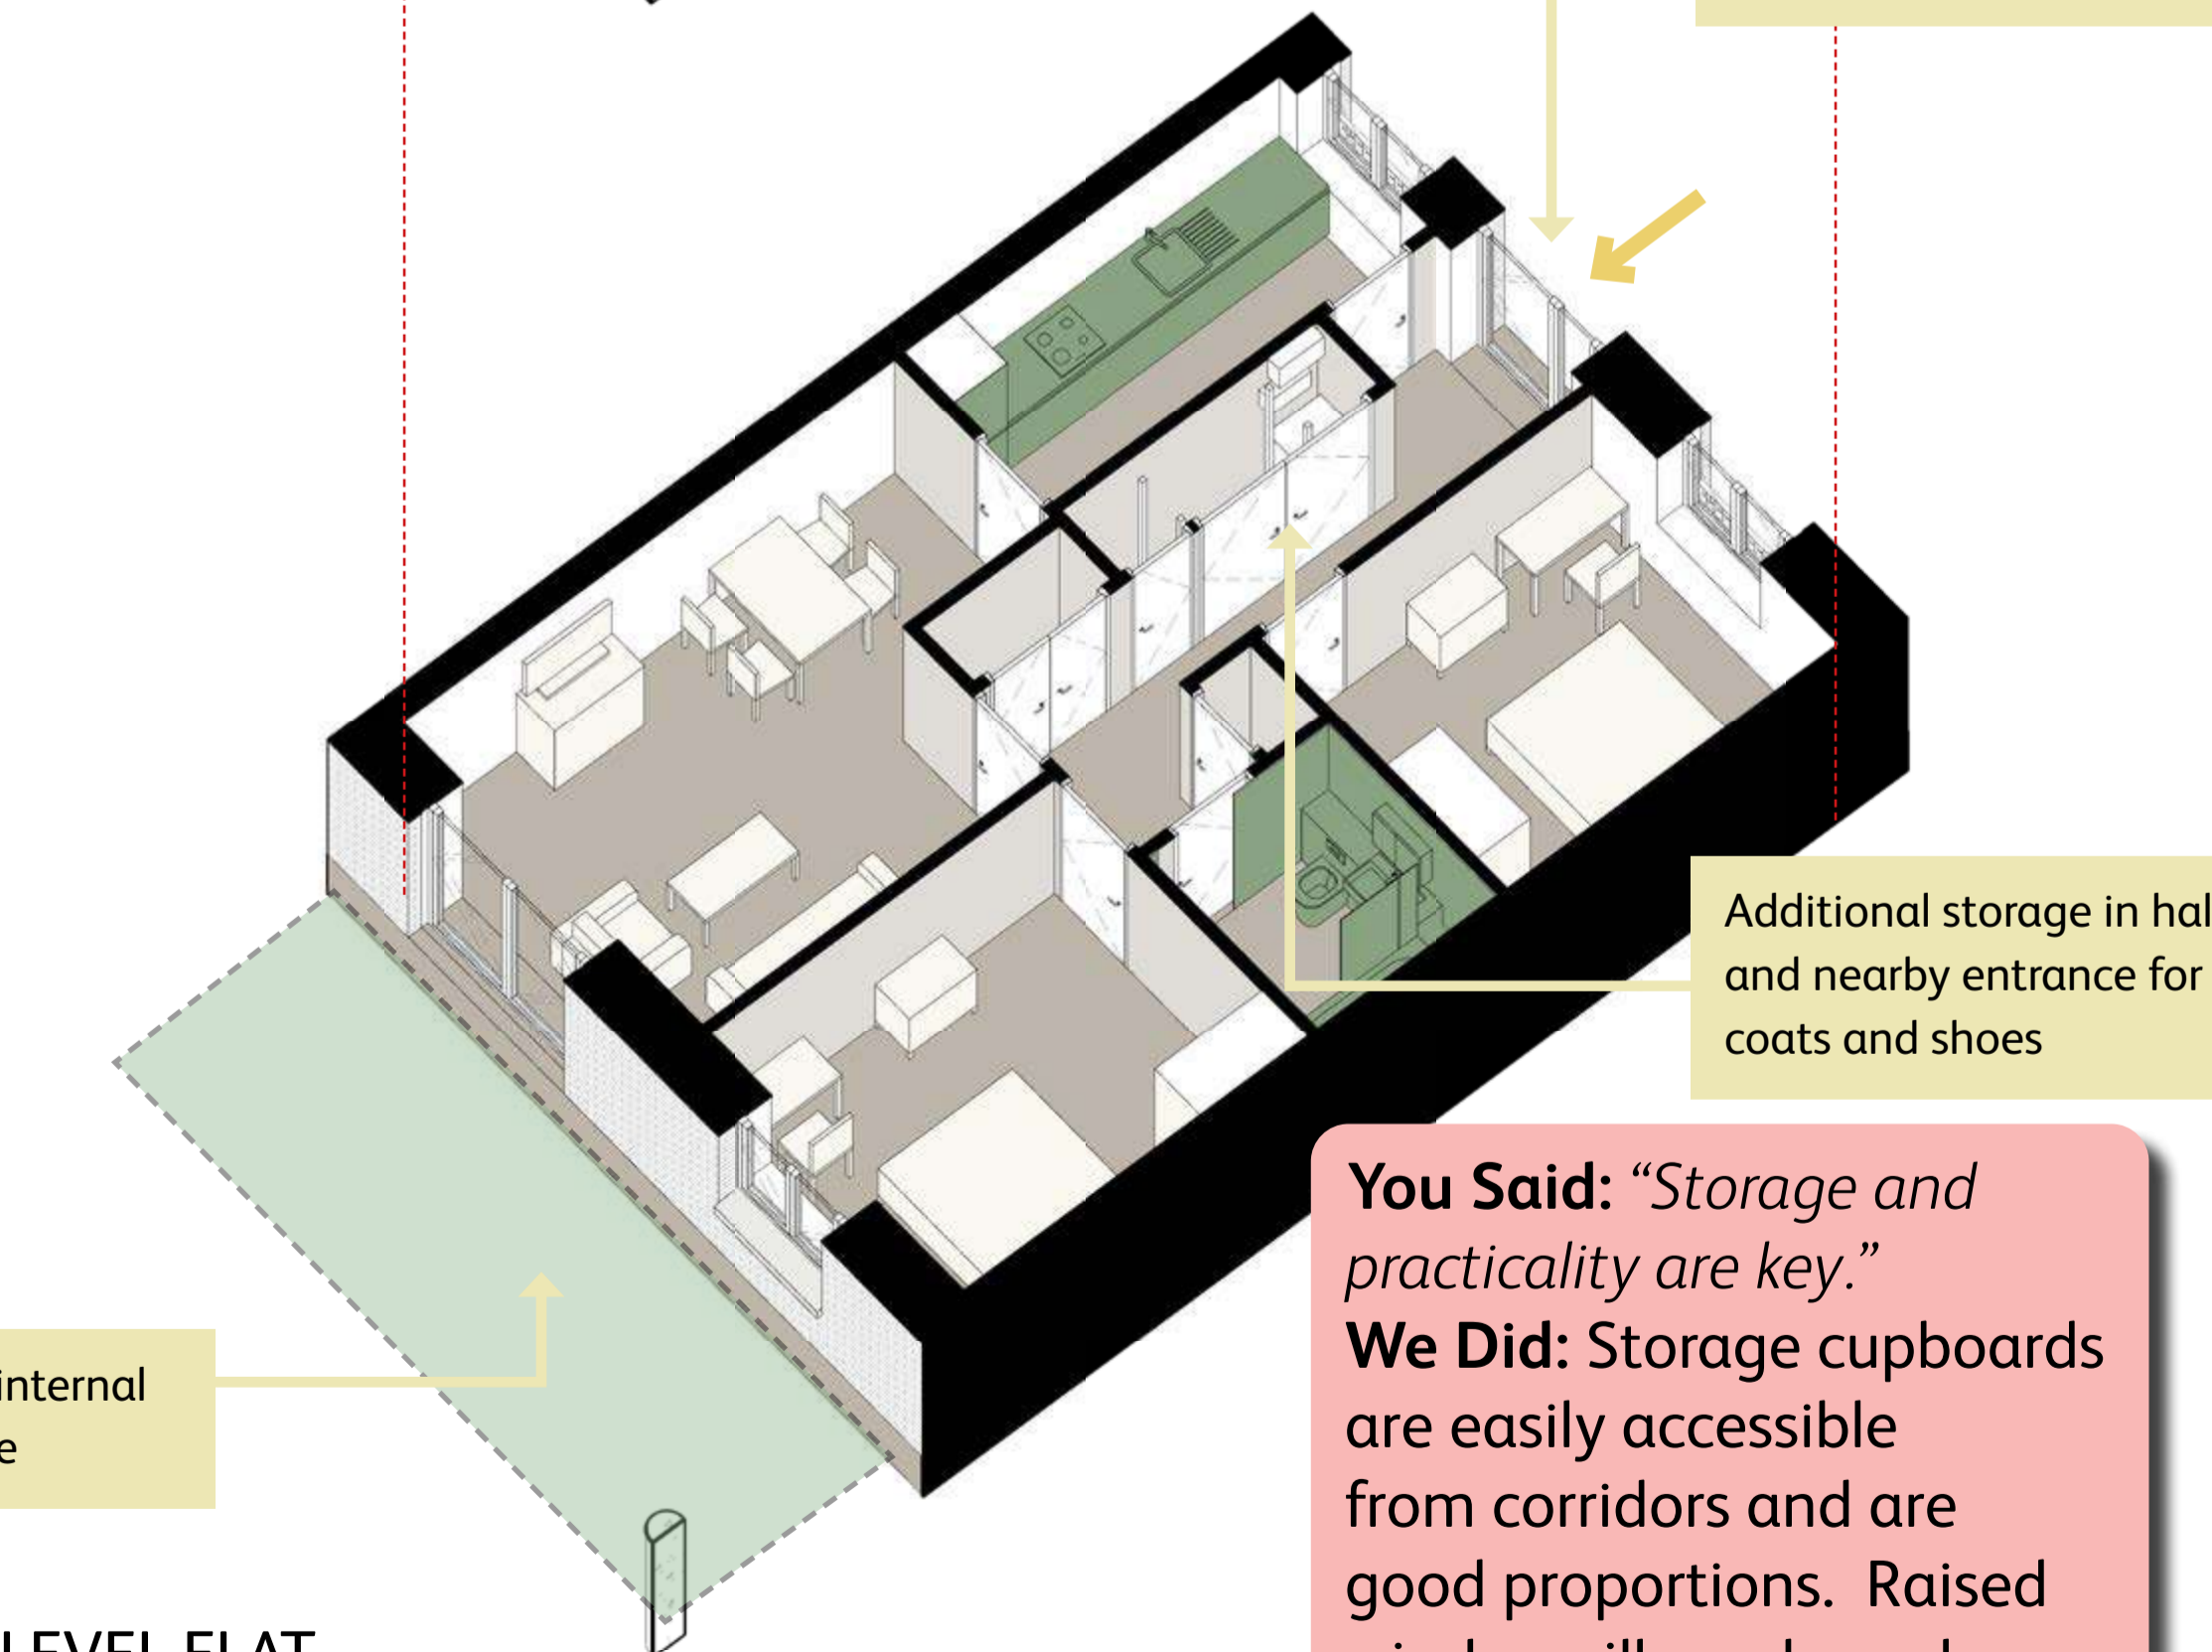 Additional storage in hal
and nearby entrance for
coats and shoes
You Said: “Storage and
practicality are key.”
We Did: Storage cupboards
are easily accessible
from corridors and are
good proportions. Raised
internal
e
LEVEL FLAT